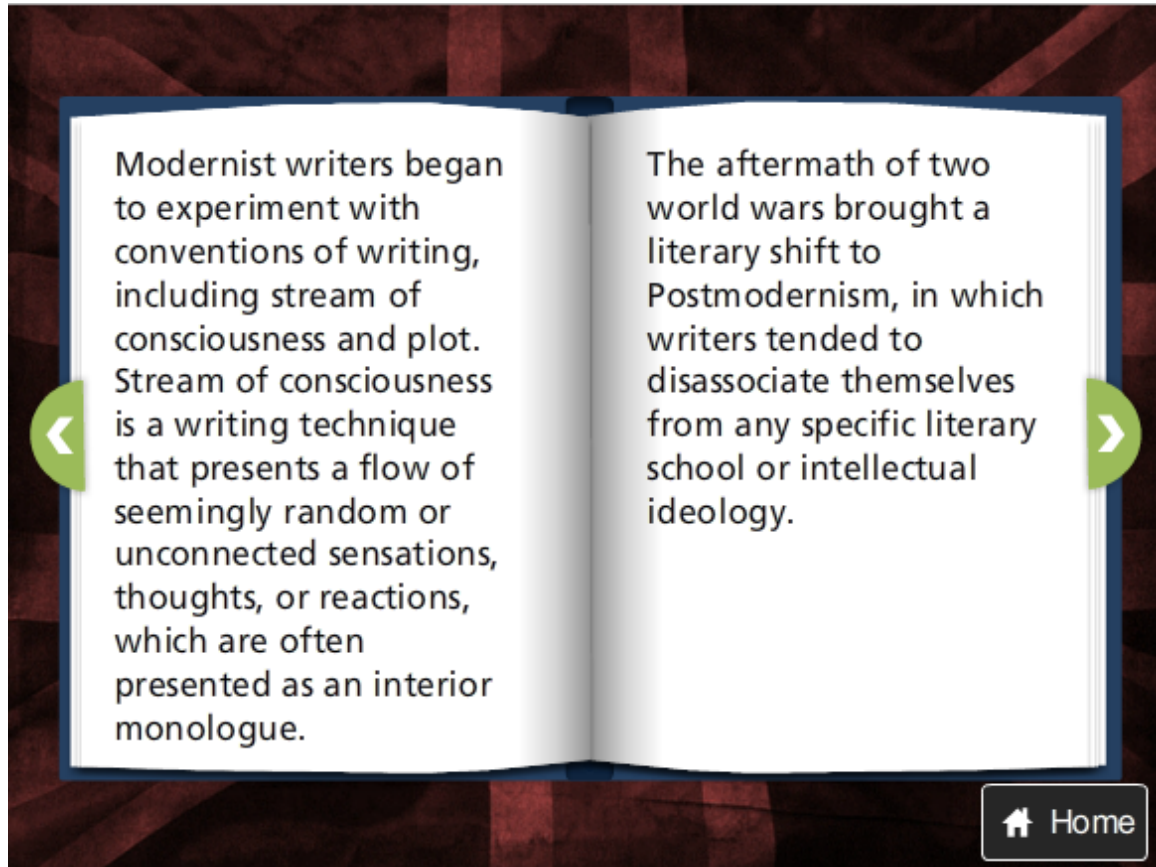 Modernist writers began
to experiment with
conventions of writing,
including stream of
consciousness and plot.
Stream of consciousness
is a writing technique
that presents a flow of
seemingly random or
unconnected sensations,
thoughts, or reactions,
which are often
presented as an interior
monologue.
The aftermath of two
world wars brought a
literary shift to
Postmodernism, in which
writers tended to
disassociate themselves
from any specific literary
school or intellectual
ideology.
Home